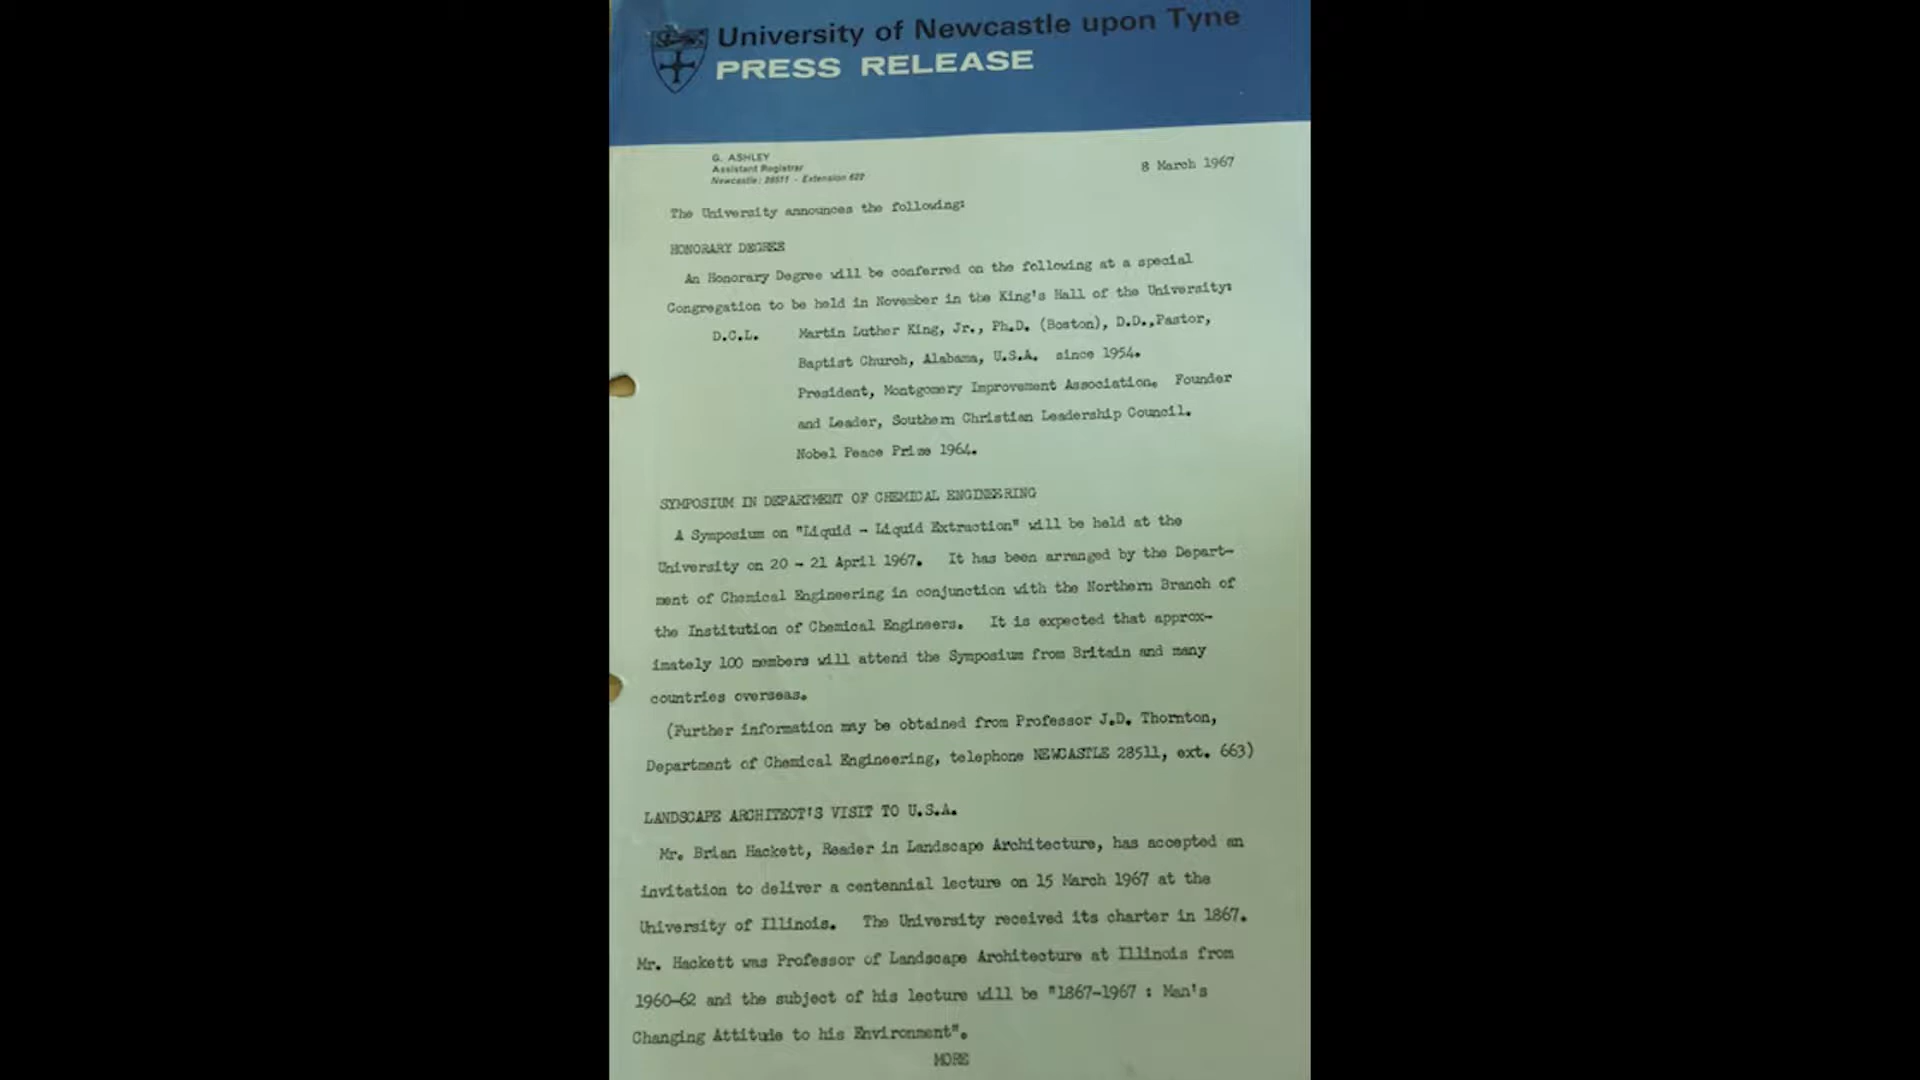 University of Newcastle upon Tyne
PRESS RELEASE
G. ASHLEY
Assistant Registrar
Newcastle: 28511 - Extension 622
8 March 1967
The University announces the following:
HONORARY DEGREE
An Honorary Degree will be conferred on the following at a special
Congregation to be held in November in the King's Hall of the University:
D.C.L. Martin Luther King, Jr., Ph.D. (Boston), D.D.,Pastor,
Baptist Church, Alabama, U.S.A. since 1954.
President, Montgomery Improvement Association. Founder
and Leader, Southern Christian Leadership Council.
Nobel Peace Prize 1964.
SYMPOSIUM IN DEPARTMENT OF CHEMICAL ENGINEERING
A Symposium on "Liquid - Liquid Extraction" will be held at the
University on 20 - 21 April 1967. It has been arranged by the Depart-
ment of Chemical Engineering in conjunction with the Northern Branch of
the Institution of Chemical Engineers. It is expected that approx-
imately 100 members will attend the Symposium from Britain and many
countries overseas.
(Further information may be obtained from Professor J.D. Thornton,
Department of Chemical Engineering, telephone NEWCASTLE 28511, ext. 663)
LANDSCAPE ARCHITECT'S VISIT TO U.S.A.
Mr. Brian Hackett, Reader in Landscape Architecture, has accepted an
invitation to deliver a centennial lecture on 15 March 1967 at the
University of Illinois. The University received its charter in 1867.
Mr. Hackett was Professor of Landscape Architecture at Illinois from
1960-62 and the subject of his lecture will be "1867-1967 : Man's
Changing Attitude to his Environment".
MORE